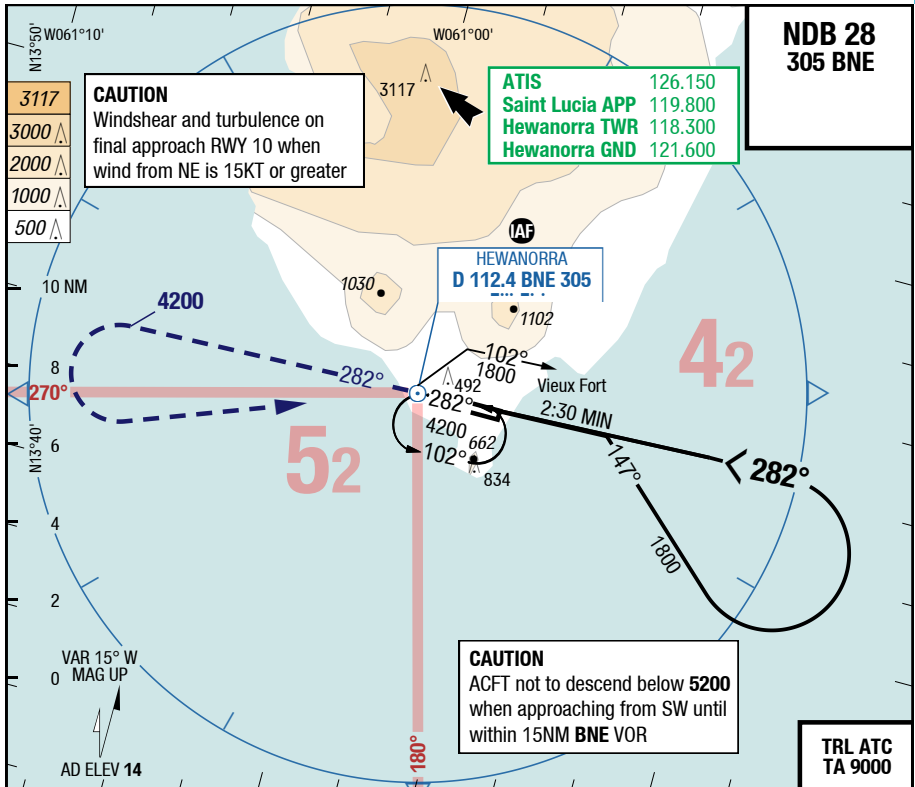 W061°10'
W061°00'
N13°50'
NDB 28
305 BNE
3117
3000
2000
1000
500
CAUTION
Windshear and turbulence on
final approach RWY 10 when
wind from NE is 15KT or greater
3117
ATIS 126.150
Saint Lucia APP 119.800
Hewanorra TWR 118.300
Hewanorra GND 121.600
IAF
HEWANORRA
D 112.4 BNE 305
1030
1102
10 NM
8
6
4
2
0
N13°40'
4200
282°
270°
52
42
102°
1800
492
282°
4200
102°
662
834
Vieux Fort
2:30 MIN
147°
1800
282°
180°
VAR 15° W
MAG UP
AD ELEV 14
CAUTION
ACFT not to descend below 5200
when approaching from SW until
within 15NM BNE VOR
TRL ATC
TA 9000